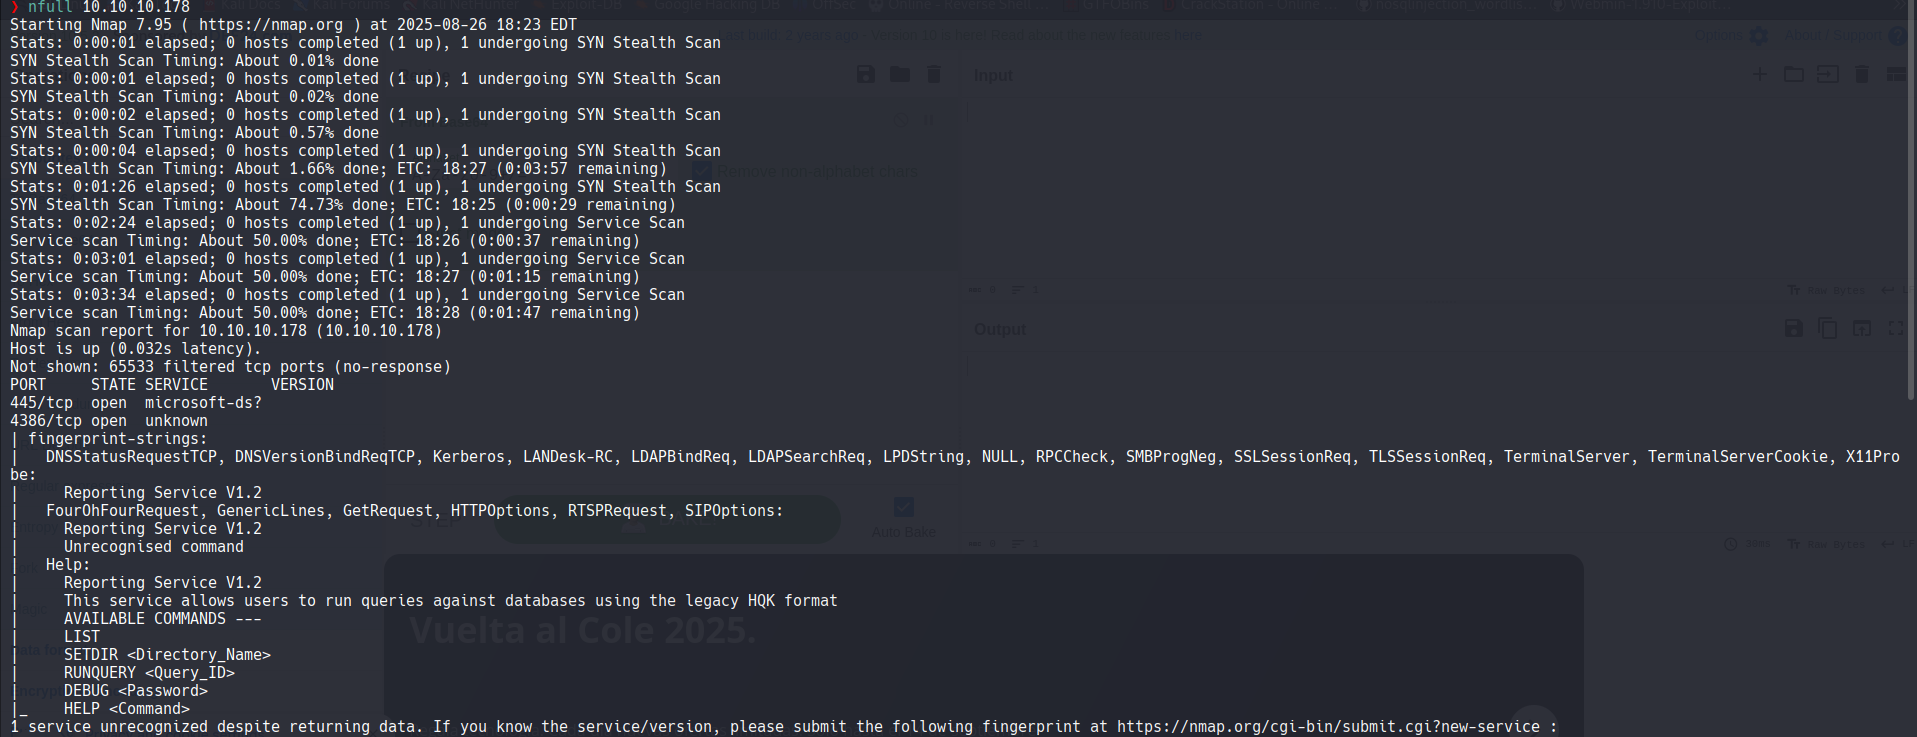 ❯ nfull 10.10.10.178
Starting Nmap 7.95 ( https://nmap.org ) at 2025-08-26 18:23 EDT
Stats: 0:00:01 elapsed; 0 hosts completed (1 up), 1 undergoing SYN Stealth Scan
SYN Stealth Scan Timing: About 0.01% done
Stats: 0:00:01 elapsed; 0 hosts completed (1 up), 1 undergoing SYN Stealth Scan
SYN Stealth Scan Timing: About 0.02% done
Stats: 0:00:02 elapsed; 0 hosts completed (1 up), 1 undergoing SYN Stealth Scan
SYN Stealth Scan Timing: About 0.57% done
Stats: 0:00:04 elapsed; 0 hosts completed (1 up), 1 undergoing SYN Stealth Scan
SYN Stealth Scan Timing: About 1.66% done; ETC: 18:27 (0:03:57 remaining)
Stats: 0:01:26 elapsed; 0 hosts completed (1 up), 1 undergoing SYN Stealth Scan
SYN Stealth Scan Timing: About 74.73% done; ETC: 18:25 (0:00:29 remaining)
Stats: 0:02:24 elapsed; 0 hosts completed (1 up), 1 undergoing Service Scan
Service scan Timing: About 50.00% done; ETC: 18:26 (0:00:37 remaining)
Stats: 0:03:01 elapsed; 0 hosts completed (1 up), 1 undergoing Service Scan
Service scan Timing: About 50.00% done; ETC: 18:27 (0:01:15 remaining)
Stats: 0:03:34 elapsed; 0 hosts completed (1 up), 1 undergoing Service Scan
Service scan Timing: About 50.00% done; ETC: 18:28 (0:01:47 remaining)
Nmap scan report for 10.10.10.178 (10.10.10.178)
Host is up (0.032s latency).
Not shown: 65533 filtered tcp ports (no-response)
PORT     STATE SERVICE       VERSION
445/tcp  open  microsoft-ds?
4386/tcp open  unknown
| fingerprint-strings:
|   DNSStatusRequestTCP, DNSVersionBindReqTCP, Kerberos, LANDesk-RC, LDAPBindReq, LDAPSearchReq, LPDString, NULL, RPCCheck, SMBProgNeg, SSLSessionReq, TLSSessionReq, TerminalServer, TerminalServerCookie, X11Pro
be:
|     Reporting Service V1.2
|   FourOhFourRequest, GenericLines, GetRequest, HTTPOptions, RTSPRequest, SIPOptions:
|     Reporting Service V1.2
|     Unrecognised command
|   Help:
|     Reporting Service V1.2
|     This service allows users to run queries against databases using the legacy HQK format
|     AVAILABLE COMMANDS ---
|     LIST
|     SETDIR <Directory_Name>
|     RUNQUERY <Query_ID>
|     DEBUG <Password>
|_    HELP <Command>
1 service unrecognized despite returning data. If you know the service/version, please submit the following fingerprint at https://nmap.org/cgi-bin/submit.cgi?new-service :
Input
Remove non-alphabet chars
Output
STEP
Auto Bake
Vuelta al Cole 2025.